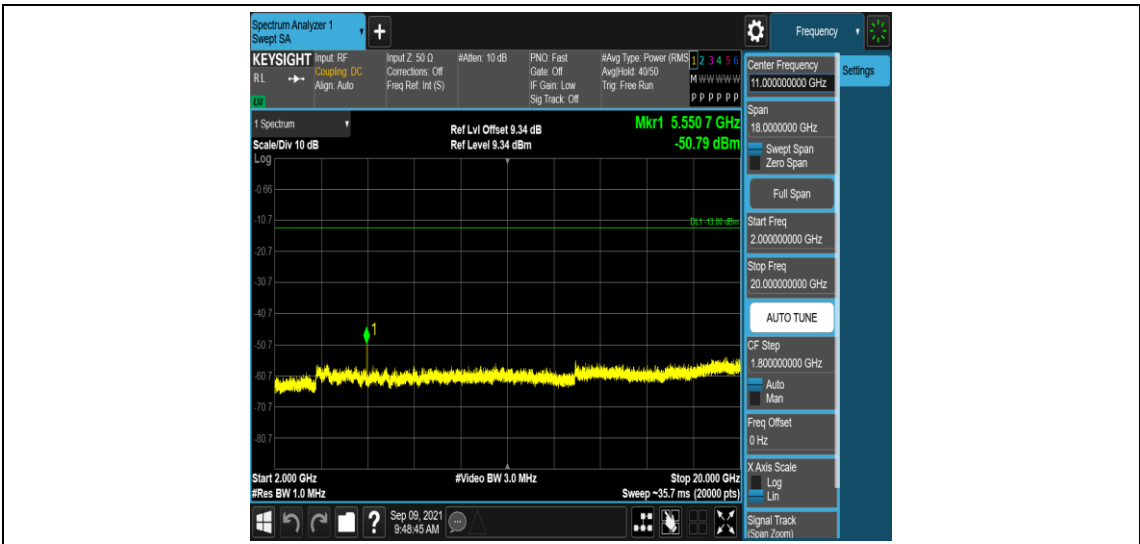 Spectrum Analyzer 1
Swept SA
+
Frequency
KEYSIGHT
RL
LNI
Input: RF
Coupling: DC
Align: Auto
Input Z: 50 Ω
Corrections: Off
Freq Ref: Int (S)
#Atten: 10 dB
PNO: Fast
Gate: Off
IF Gain: Low
Sig Track: Off
#Avg Type: Power (RMS
Avg|Hold: 40/50
Trig: Free Run
1 2 3 4 5 6
M W W W W W
P P P P P P
1 Spectrum
Scale/Div 10 dB
Log
Ref Lvl Offset 9.34 dB
Ref Level 9.34 dBm
Mkr1 5.550 7 GHz
-50.79 dBm
-0.66
-10.7
DL1 -13.00 dBm
-20.7
-30.7
-40.7
1
-50.7
-60.7
-70.7
-80.7
Start 2.000 GHz
#Res BW 1.0 MHz
#Video BW 3.0 MHz
Stop 20.000 GHz
Sweep ~35.7 ms (20000 pts)
Center Frequency
11.000000000 GHz
Settings
Span
18.0000000 GHz
Swept Span
Zero Span
Full Span
Start Freq
2.000000000 GHz
Stop Freq
20.000000000 GHz
AUTO TUNE
CF Step
1.800000000 GHz
Auto
Man
Freq Offset
0 Hz
X Axis Scale
Log
Lin
Signal Track
(Span Zoom)
?
Sep 09, 2021
9:48:45 AM